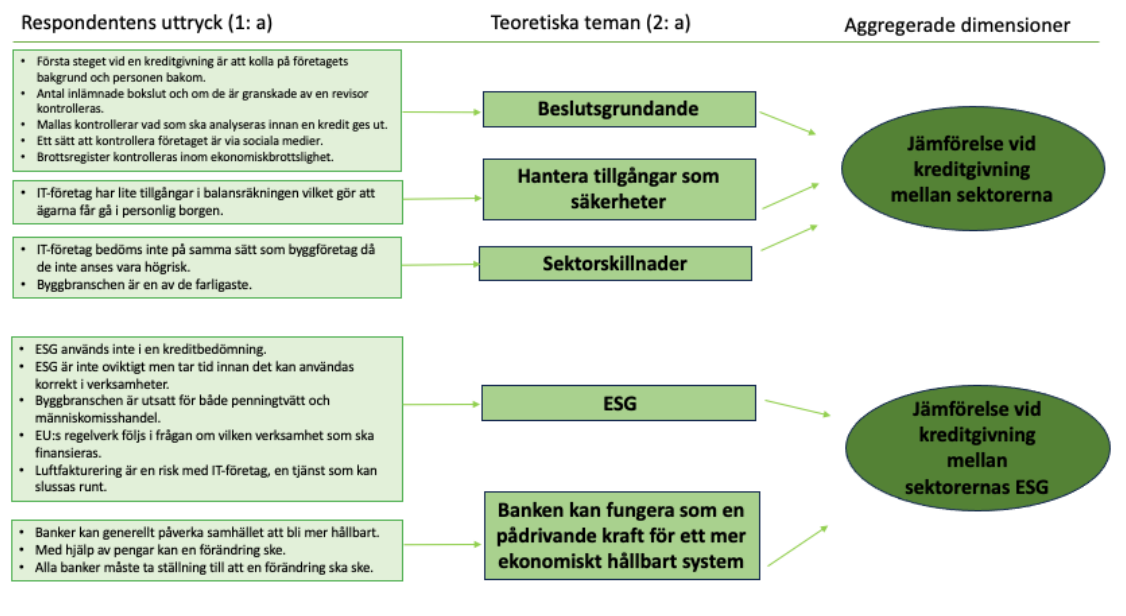 Respondentens uttryck (1: a)
Teoretiska teman (2: a)
Aggregerade dimensioner
• Första steget vid en kreditgivning är att kolla på företagets
bakgrund och personen bakom.
• Antal inlämnade bokslut och om de är granskade av en revisor
kontrolleras.
• Mallas kontrollerar vad som ska analyseras innan en kredit ges ut.
• Ett sätt att kontrollera företaget är via sociala medier.
• Brottsregister kontrolleras inom ekonomiskbrottslighet.
Beslutsgrundande
• IT-företag har lite tillgångar i balansräkningen vilket gör att
ägarna får gå i personlig borgen.
Hantera tillgångar som
säkerheter
• IT-företag bedöms inte på samma sätt som byggföretag då
de inte anses vara högrisk.
• Byggbranschen är en av de farligaste.
Sektorskillnader
Jämförelse vid
kreditgivning
mellan sektorerna
• ESG används inte i en kreditbedömning.
• ESG är inte oviktigt men tar tid innan det kan användas
korrekt i verksamheter.
• Byggbranschen är utsatt för både penningtvätt och
människomisshandel.
• EU:s regelverk följs i frågan om vilken verksamhet som ska
finansieras.
• Luftfakturering är en risk med IT-företag, en tjänst som kan
slussas runt.
ESG
• Banker kan generellt påverka samhället att bli mer hållbart.
• Med hjälp av pengar kan en förändring ske.
• Alla banker måste ta ställning till att en förändring ska ske.
Banken kan fungera som en
pådrivande kraft för ett mer
ekonomiskt hållbart system
Jämförelse vid
kreditgivning
mellan
sektorernas ESG